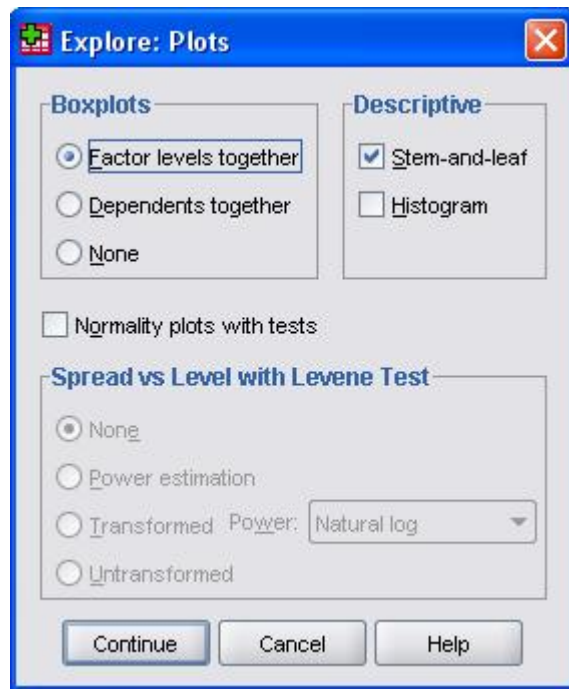 Explore: Plots
Boxplots
Factor levels together
Dependents together
None
Descriptive
Stem-and-leaf
Histogram
Normality plots with tests
Spread vs Level with Levene Test
None
Power estimation
Transformed Power: Natural log
Untransformed
Continue Cancel Help